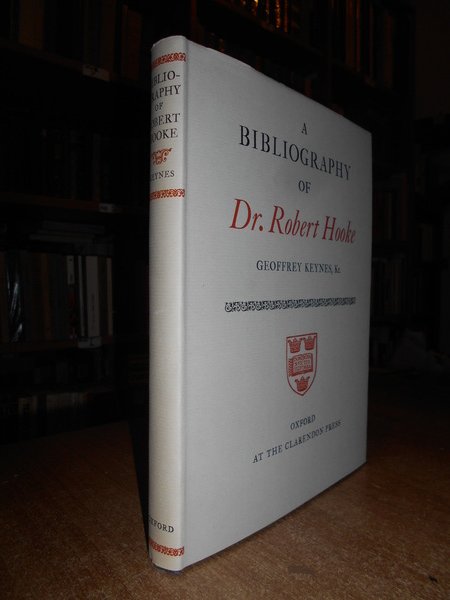 BIBLIO-
GRAPHY
OF
ROBERT
HOOKE
KEYNES
OXFORD
A
BIBLIOGRAPHY
OF
Dr. Robert Hooke
GEOFFREY KEYNES, Kt.
OXFORD
AT THE CLARENDON PRESS